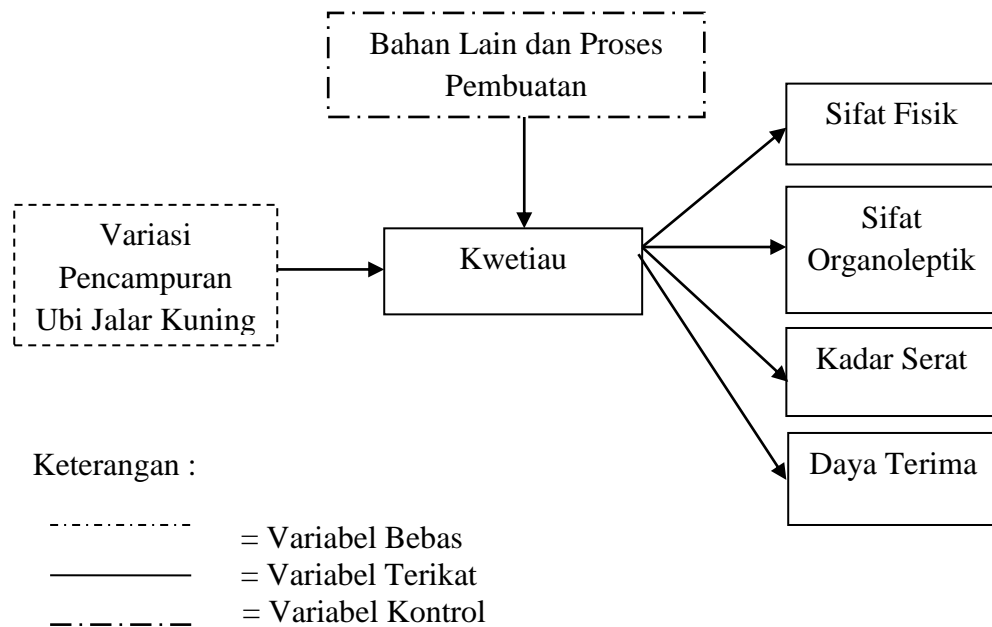 Bahan Lain dan Proses
Pembuatan
Variasi
Pencampuran
Ubi Jalar Kuning
Kwetiau
Sifat Fisik
Sifat
Organoleptik
Kadar Serat
Daya Terima
Keterangan :
= Variabel Bebas
= Variabel Terikat
= Variabel Kontrol